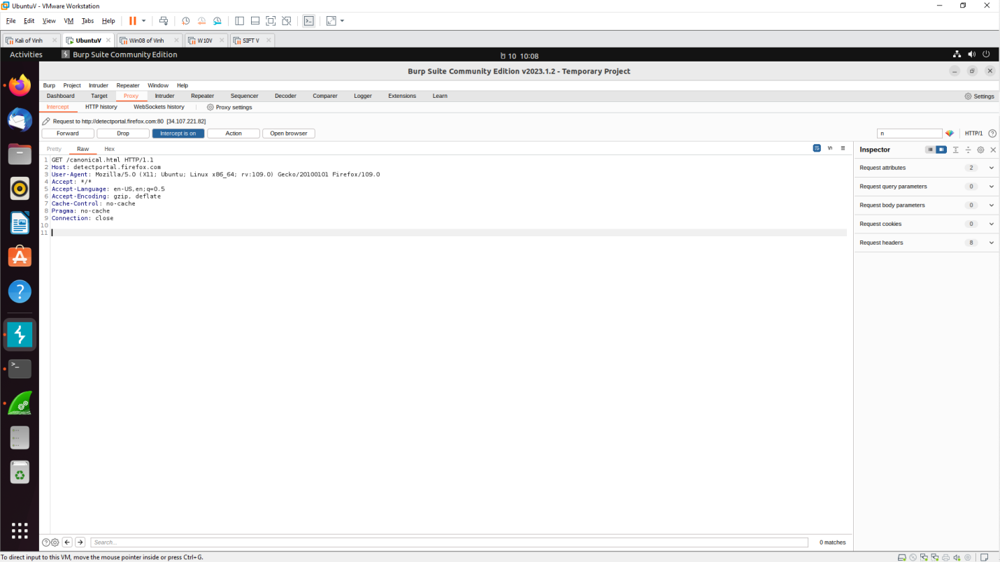 UbuntuV - VMware Workstation
File Edit View VM Tabs Help
Kali of Vinh UbuntuV Win08 of Vinh W10V SIFT V
Activities Burp Suite Community Edition 10 10:08
Burp Suite Community Edition v2023.1.2 - Temporary Project
Burp Project Intruder Repeater Window Help
Dashboard Target Proxy Intruder Repeater Sequencer Decoder Comparer Logger Extensions Learn Settings
Intercept HTTP history WebSockets history Proxy settings
Request to http://detectportal.firefox.com:80 [34.107.221.82]
Forward Drop Intercept is on Action Open browser n HTTP/1
Pretty Raw Hex \n Inspector
1 GET /canonical.html HTTP/1.1
2 Host: detectportal.firefox.com
3 User-Agent: Mozilla/5.0 (X11; Ubuntu; Linux x86_64; rv:109.0) Gecko/20100101 Firefox/109.0
4 Accept: */*
5 Accept-Language: en-US,en;q=0.5
6 Accept-Encoding: gzip, deflate
7 Cache-Control: no-cache
8 Pragma: no-cache
9 Connection: close
10
11
Request attributes 2
Request query parameters 0
Request body parameters 0
Request cookies 0
Request headers 8
Search... 0 matches
To direct input to this VM, move the mouse pointer inside or press Ctrl+G.